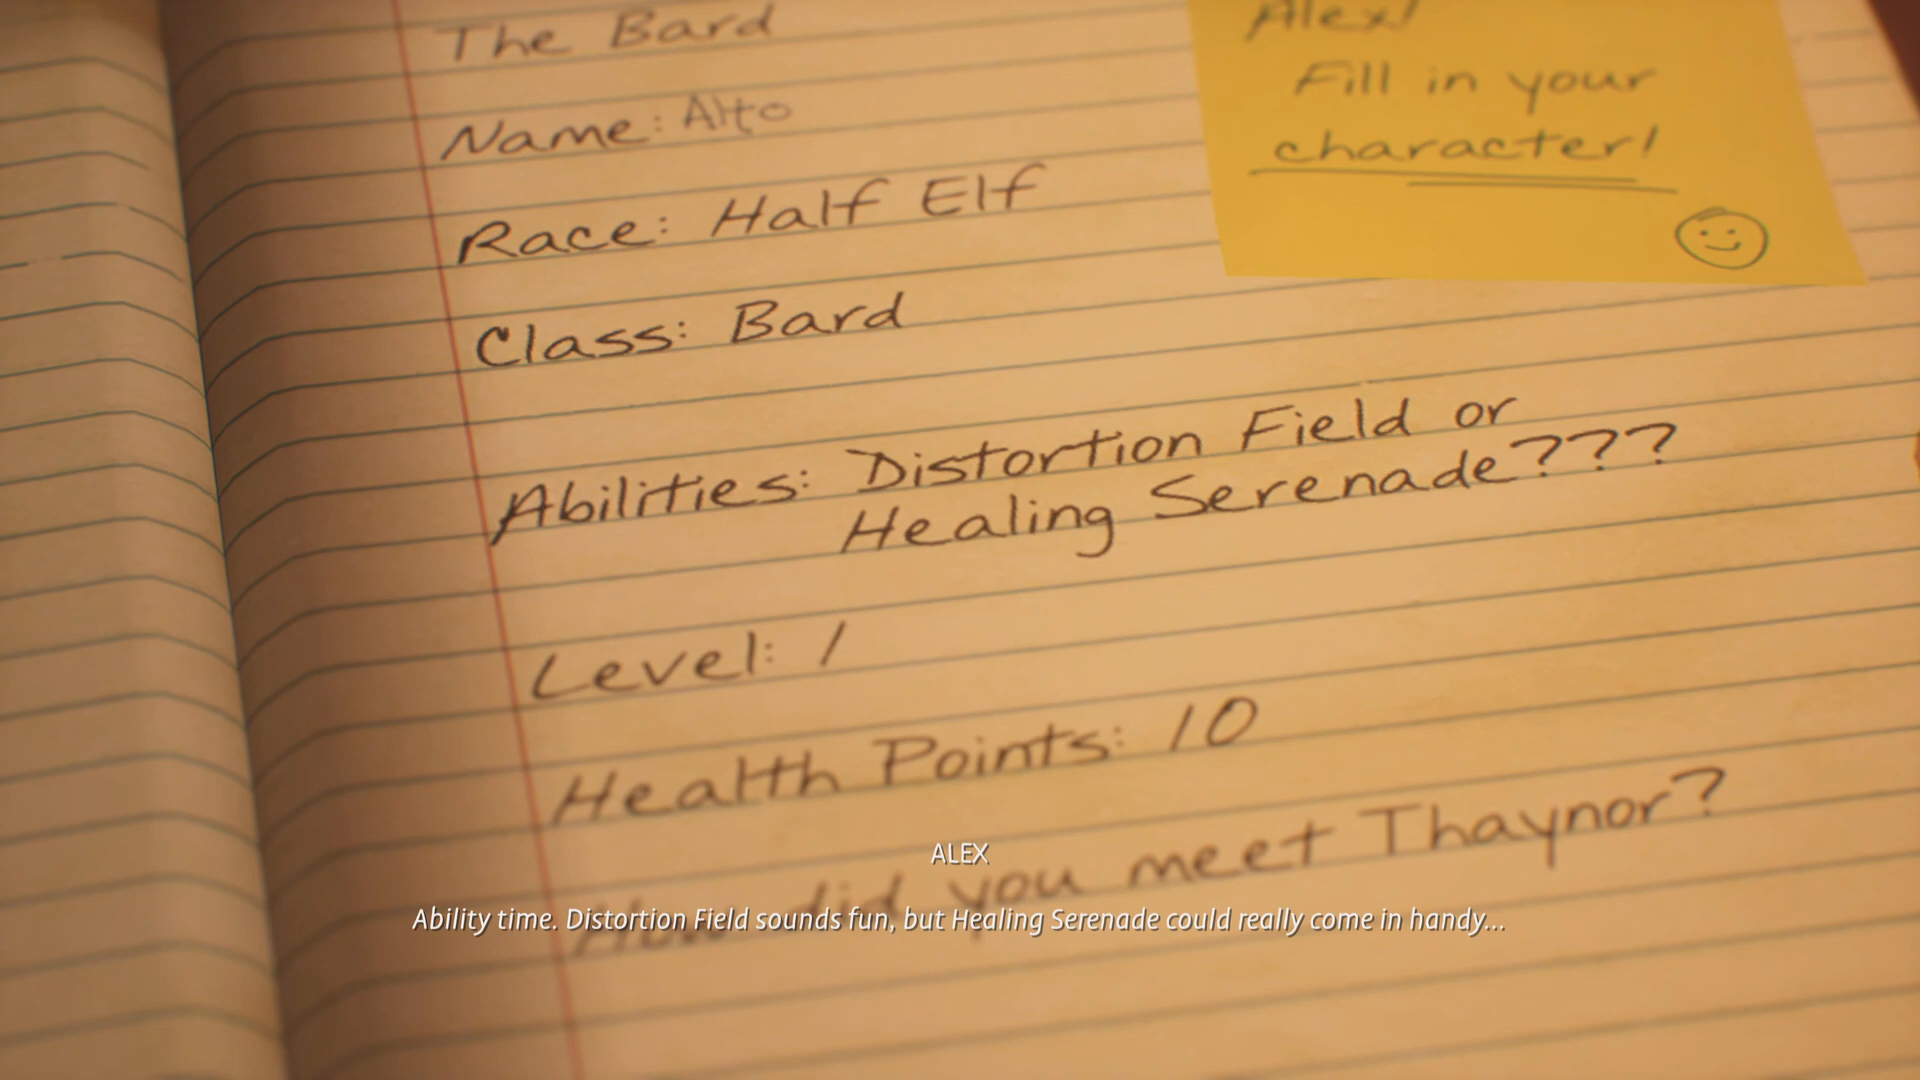 The Bard
Alex!
Fill in your
character!
Name: Alto
Race: Half Elf
Class: Bard
Abilities: Distortion Field or
Healing Serenade???
Level: 1
Health Points: 10
How did you meet Thaynor?
ALEX
Ability time. Distortion Field sounds fun, but Healing Serenade could really come in handy...